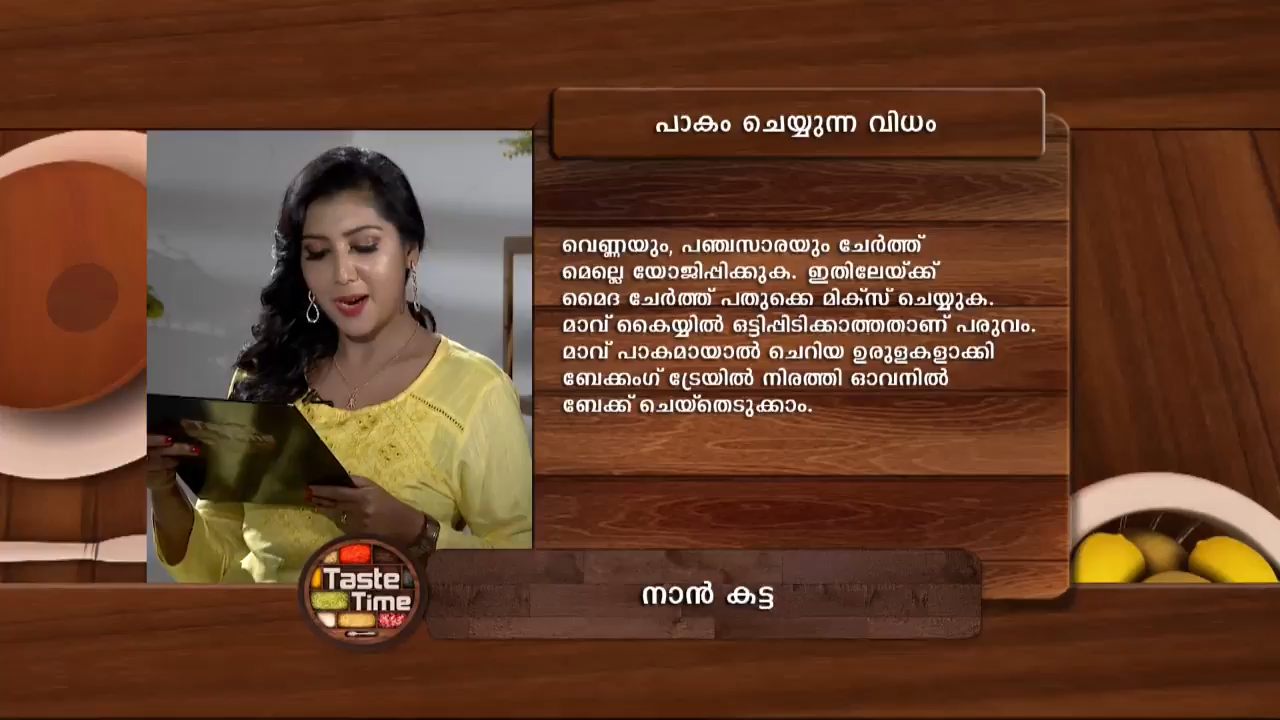 പാകം ചെയ്യുന്ന വിധം
വെണ്ണയും, പഞ്ചസാരയും ചേർത്ത്
മെല്ലെ യോജിപ്പിക്കുക. ഇതിലേയ്ക്ക്
മൈദ ചേർത്ത് പതുക്കെ മിക്സ് ചെയ്യുക.
മാവ് കൈയ്യിൽ ഒട്ടിപ്പിടിക്കാത്തതാണ് പരുവം.
മാവ് പാകമായാൽ ചെറിയ ഉരുളകളാക്കി
ബേക്കംഗ് ട്രേയിൽ നിരത്തി ഓവനിൽ
ബേക്ക് ചെയ്തെടുക്കാം.
Taste
Time
നാൻ കട്ട